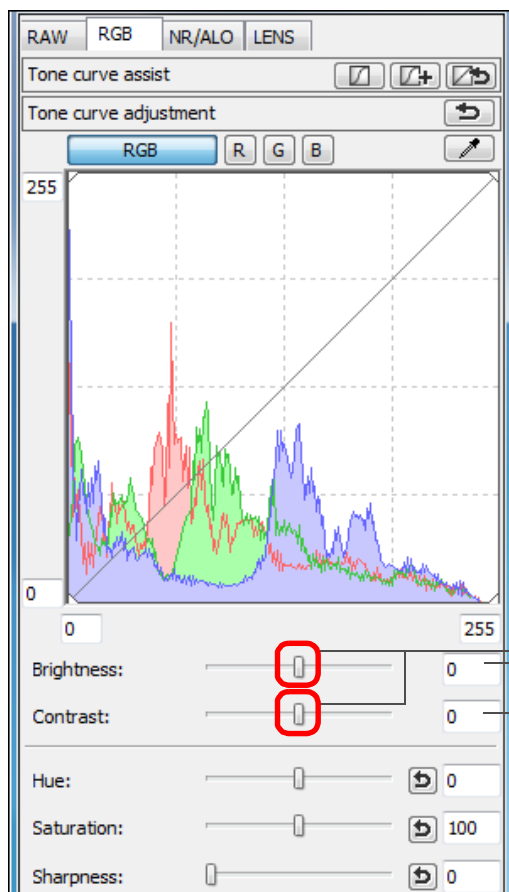 RAW RGB NR/ALO LENS
Tone curve assist
Tone curve adjustment
RGB R G B
255
0
0 255
Brightness: 0
Contrast: 0
Hue: 0
Saturation: 100
Sharpness: 0